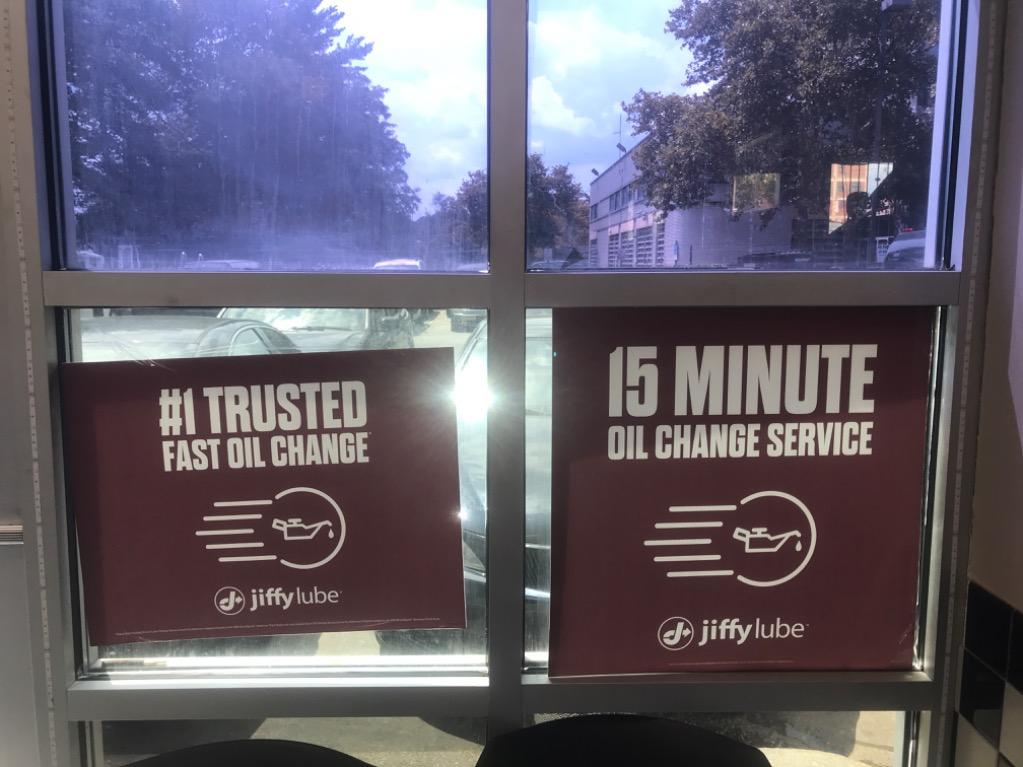 #1 TRUSTED
FAST OIL CHANGE
jiffy lube
15 MINUTE
OIL CHANGE SERVICE
jiffy lube